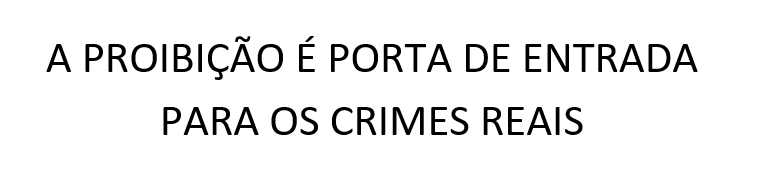 A PROIBIÇÃO É PORTA DE ENTRADA
PARA OS CRIMES REAIS